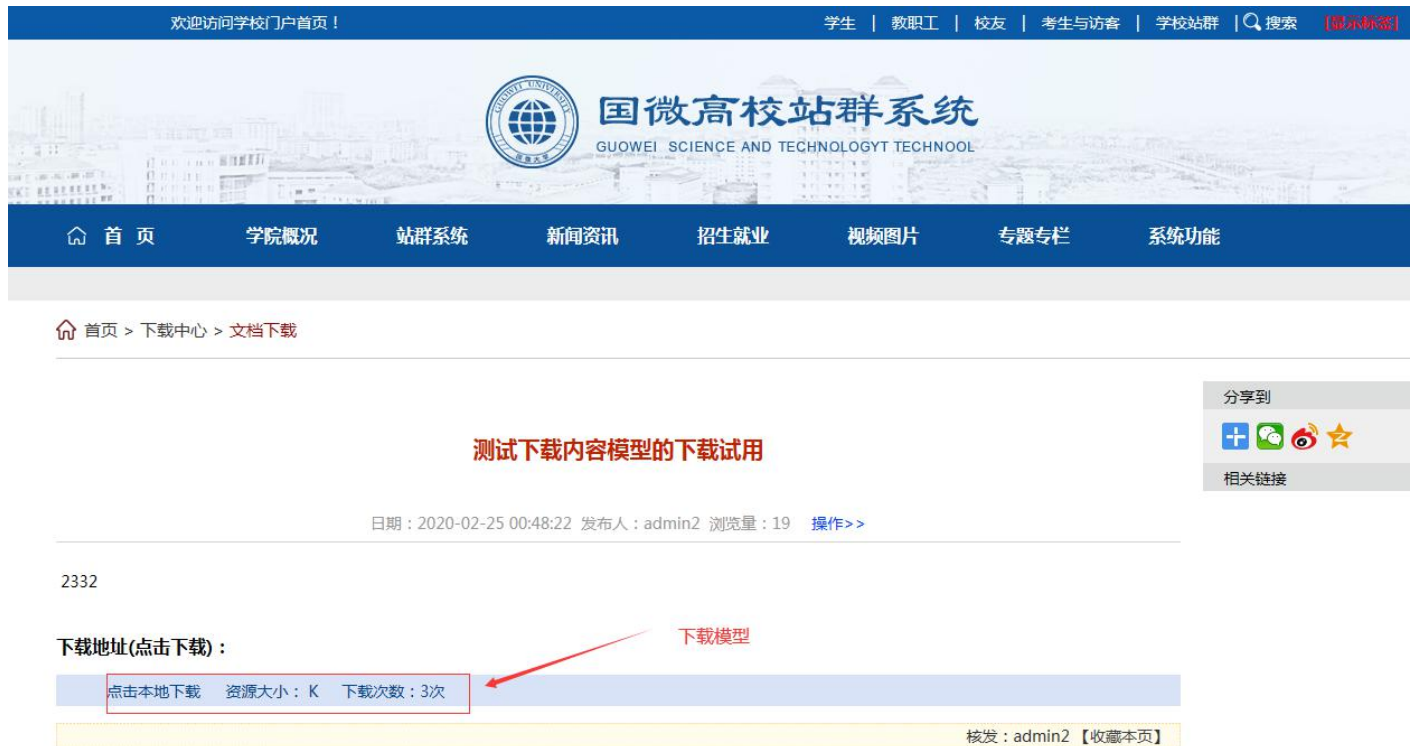 欢迎访问学校门户首页！
学生 | 教职工 | 校友 | 考生与访客 | 学校站群 | 搜索 [显示标签]
国微高校站群系统
GUOWEI SCIENCE AND TECHNOLOGYT TECHNOOL
首 页 学院概况 站群系统 新闻资讯 招生就业 视频图片 专题专栏 系统功能
首页 > 下载中心 > 文档下载
分享到
相关链接
测试下载内容模型的下载试用
日期：2020-02-25 00:48:22 发布人：admin2 浏览量：19 操作>>
2332
下载模型
下载地址(点击下载)：
点击本地下载 资源大小： K 下载次数：3次
核发：admin2 【收藏本页】